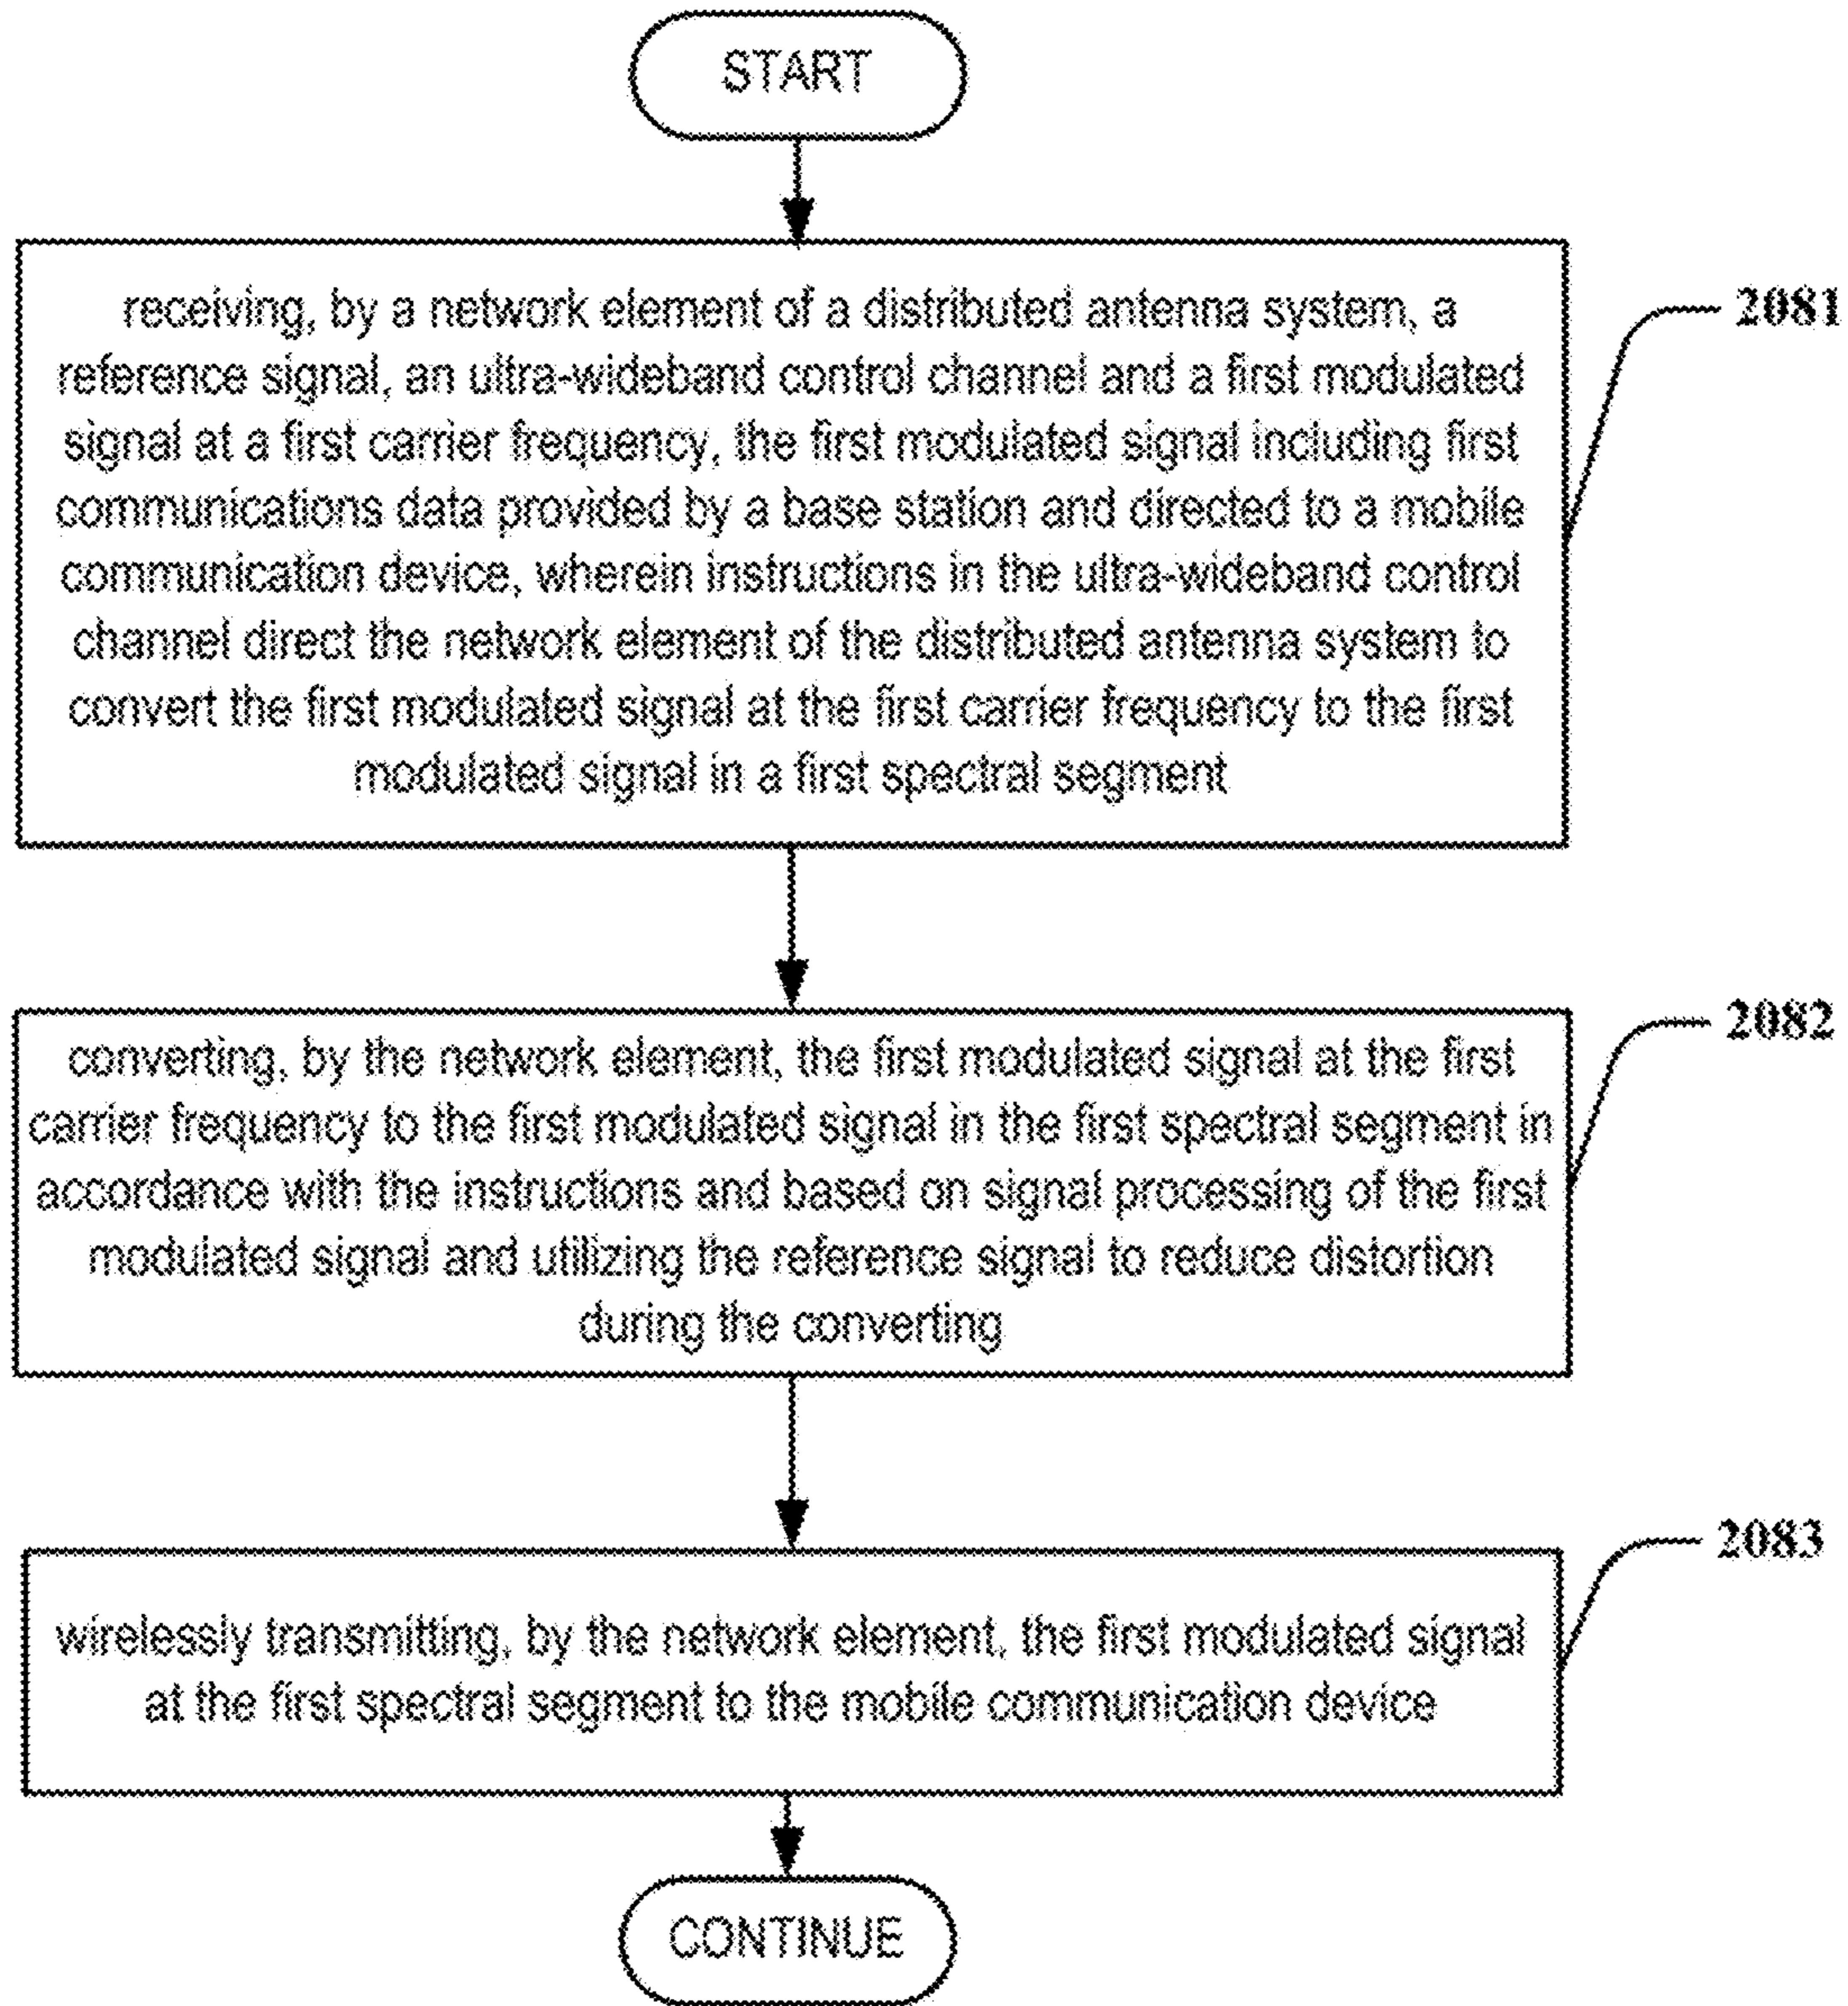 START
receiving, by a network element of a distributed antenna system, a
reference signal, an ultra-wideband control channel and a first modulated
signal at a first carrier frequency, the first modulated signal including first
communications data provided by a base station and directed to a mobile
communication device, wherein instructions in the ultra-wideband control
channel direct the network element of the distributed antenna system to
convert the first modulated signal at the first carrier frequency to the first
modulated signal in a first spectral segment
2081
converting, by the network element, the first modulated signal at the first
carrier frequency to the first modulated signal in the first spectral segment in
accordance with the instructions and based on signal processing of the first
modulated signal and utilizing the reference signal to reduce distortion
during the converting
2082
wirelessly transmitting, by the network element, the first modulated signal
at the first spectral segment to the mobile communication device
2083
CONTINUE